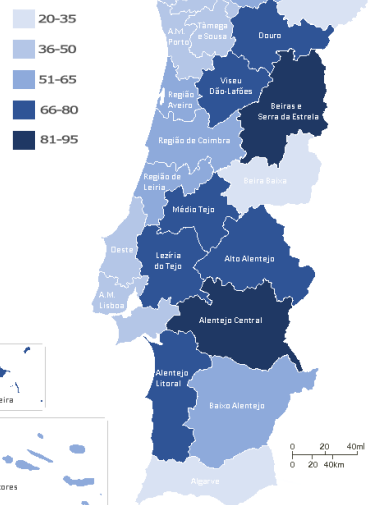 20-35
36-50
51-65
66-80
81-95
Tâmega
e Sousa
A.M.
Porto
Douro
Viseu
Dão-Lafões
Região
Aveiro
Beiras e
Serra da Estrela
Região de Coimbra
Região de
Leiria
Beira Baixa
Médio Tejo
Oeste
Lezíria
do Tejo
Alto Alentejo
A.M.
Lisboa
Alentejo Central
Alentejo
Litoral
Baixo Alentejo
eira
0 20 40ml
0 20 40km
ores
Algarve